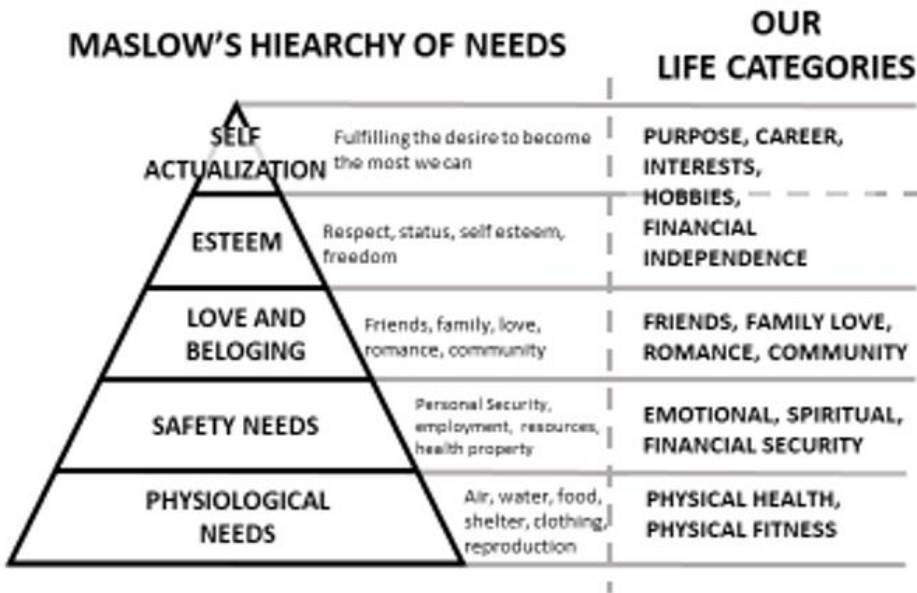 MASLOW'S HIEARCHY OF NEEDS
OUR
LIFE CATEGORIES
SELF
ACTUALIZATION
Fulfilling the desire to become
the most we can
PURPOSE, CAREER,
INTERESTS,
HOBBIES,
FINANCIAL
INDEPENDENCE
ESTEEM
Respect, status, self esteem,
freedom
LOVE AND
BELOGING
Friends, family, love,
romance, community
FRIENDS, FAMILY LOVE,
ROMANCE, COMMUNITY
SAFETY NEEDS
Personal Security,
employment, resources,
health property
EMOTIONAL, SPIRITUAL,
FINANCIAL SECURITY
PHYSIOLOGICAL
NEEDS
Air, water, food,
shelter, clothing,
reproduction
PHYSICAL HEALTH,
PHYSICAL FITNESS